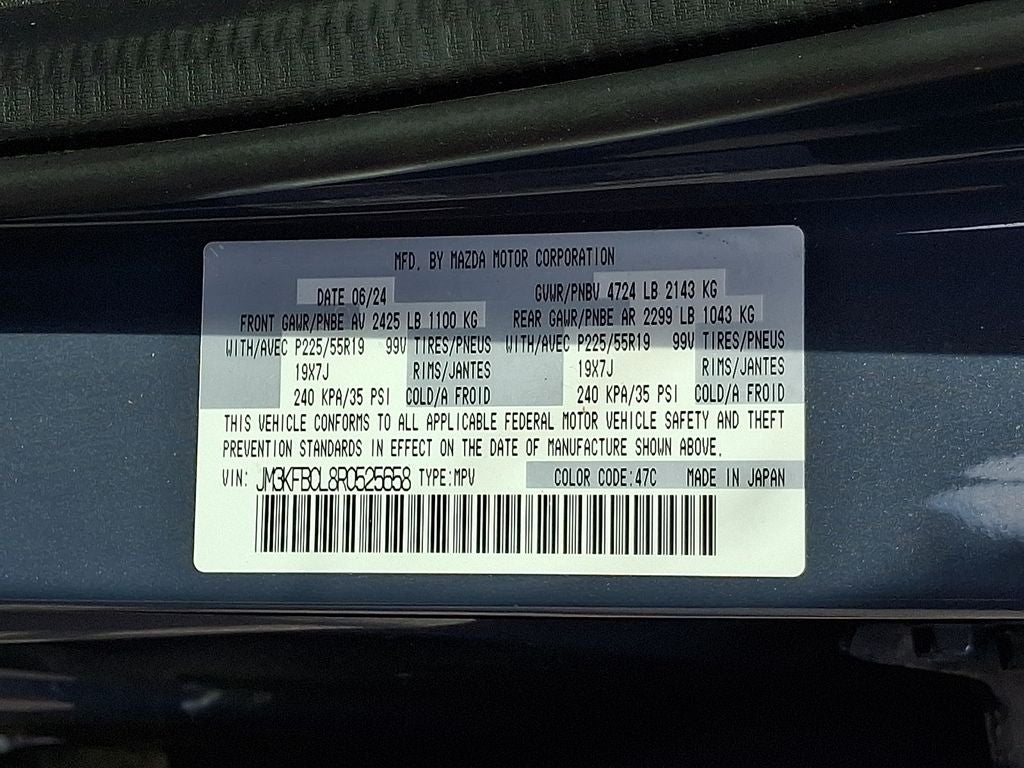 MFD. BY MAZDA MOTOR CORPORATION
DATE 06/24 GVWR/PNBV 4724 LB 2143 KG
FRONT GAWR/PNBE AV 2425 LB 1100 KG REAR GAWR/PNBE AR 2299 LB 1043 KG
WITH/AVEC P225/55R19 99V TIRES/PNEUS WITH/AVEC P225/55R19 99V TIRES/PNEUS
19X7J RIMS/JANTES 19X7J RIMS/JANTES
240 KPA/35 PSI COLD/A FROID 240 KPA/35 PSI COLD/A FROID
THIS VEHICLE CONFORMS TO ALL APPLICABLE FEDERAL MOTOR VEHICLE SAFETY AND THEFT
PREVENTION STANDARDS IN EFFECT ON THE DATE OF MANUFACTURE SHOWN ABOVE.
VIN: JM3KFBCL8R0525658 TYPE:MPV COLOR CODE:47C MADE IN JAPAN